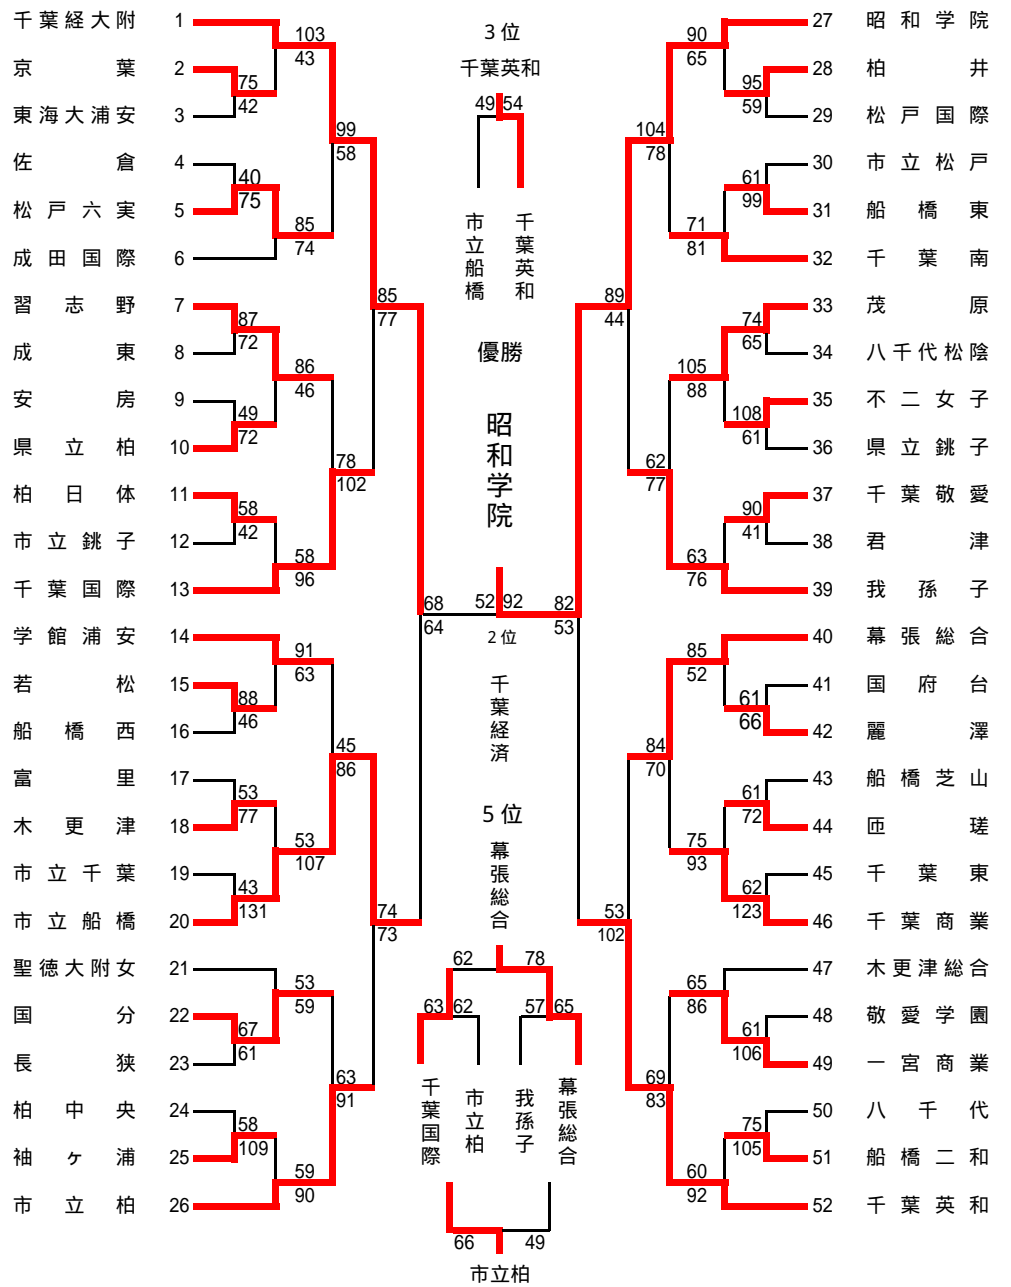 千葉経大附 1
京葉 2
東海大浦安 3
佐倉 4
松戸六実 5
成田国際 6
習志野 7
成東 8
安房 9
県立柏 10
柏日体 11
市立銚子 12
千葉国際 13
学館浦安 14
若松 15
船橋西 16
富里 17
木更津 18
市立千葉 19
市立船橋 20
聖徳大附女 21
国分 22
長狭 23
柏中央 24
袖ヶ浦 25
市立柏 26
103
43
75
42
99
58
40
75
85
74
85
77
87
72
86
46
49
72
78
102
58
42
58
96
68
64
91
63
88
46
45
86
53
77
53
107
43
131
74
73
53
59
67
61
63
91
58
109
59
90
3位
千葉英和
49 54
市立船橋
千葉英和
優勝
昭和学院
52 92
2位
千葉経済
5位
幕張総合
62 78
63 62 57 65
千葉国際
市立柏
我孫子
幕張総合
66 49
市立柏
90
65
95
59
104
78
61
99
71
81
89
44
74
65
105
88
108
61
62
77
90
41
63
76
82
53
85
52
61
66
84
70
61
72
75
93
62
123
53
102
65
86
61
106
69
83
75
105
60
92
27 昭和学院
28 柏井
29 松戸国際
30 市立松戸
31 船橋東
32 千葉南
33 茂原
34 八千代松陰
35 不二女子
36 県立銚子
37 千葉敬愛
38 君津
39 我孫子
40 幕張総合
41 国府台
42 麗澤
43 船橋芝山
44 匝瑳
45 千葉東
46 千葉商業
47 木更津総合
48 敬愛学園
49 一宮商業
50 八千代
51 船橋二和
52 千葉英和